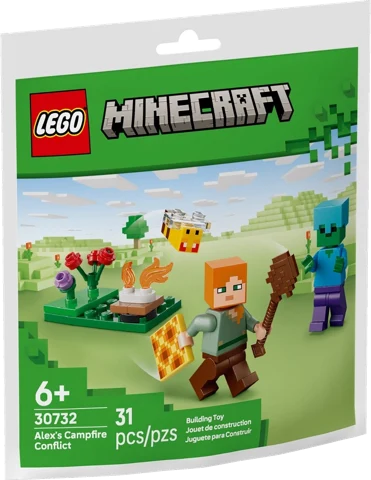 LEGO
MINECRAFT
6+
30732
Alex's Campfire
Conflict
31
pcs/pzs
Building Toy
Jouet de construction
Juguete para Construir